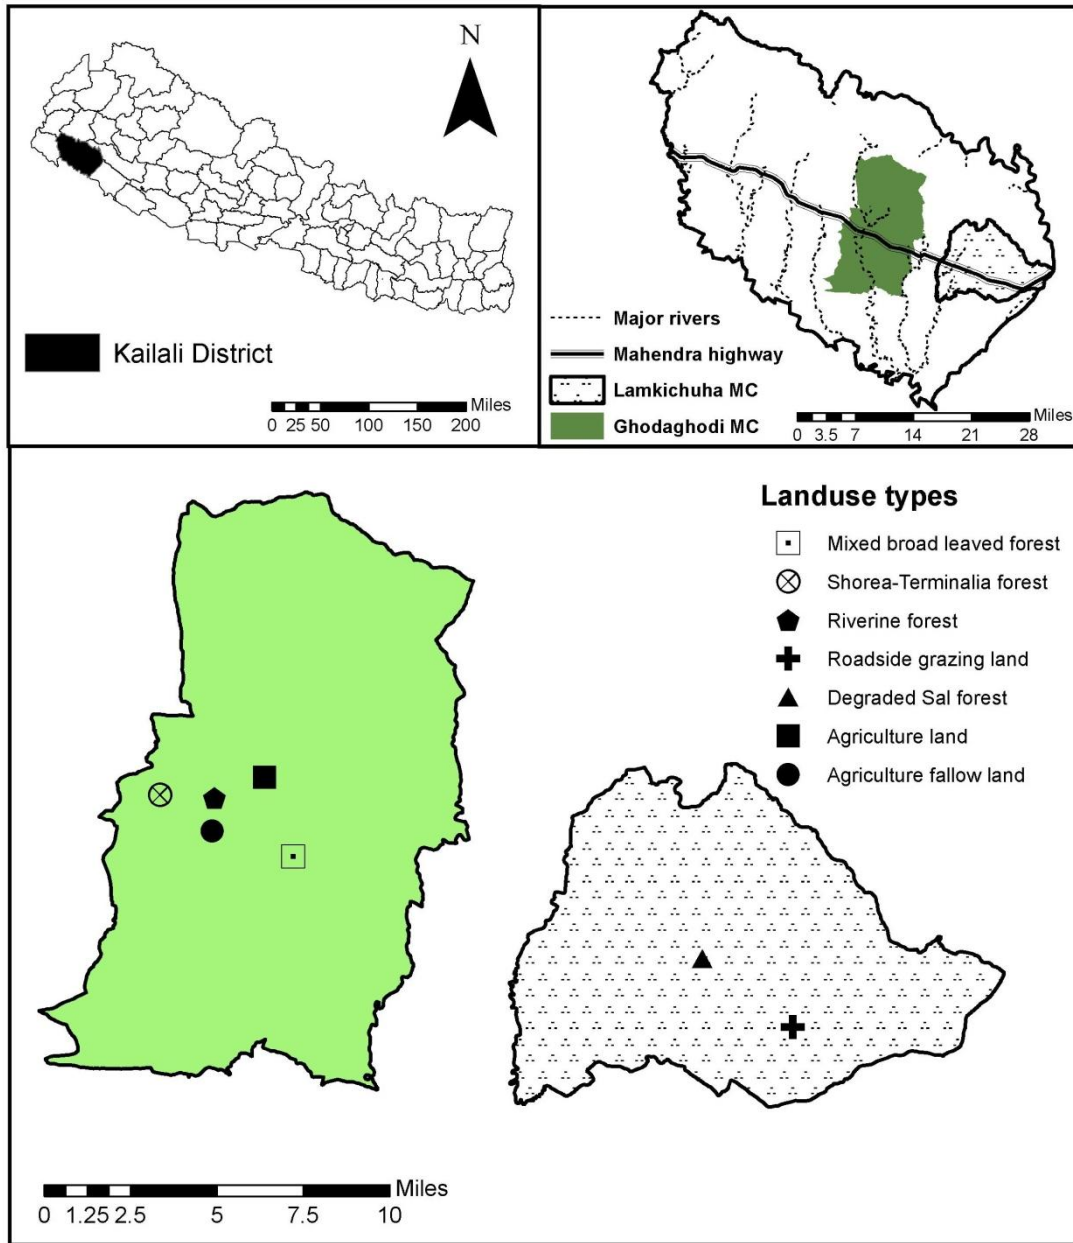 N
Kailali District
Miles
0 25 50 100 150 200
Major rivers
Mahendra highway
Lamkichuha MC
Ghodaghodi MC
Miles
0 3.5 7 14 21 28
Landuse types
Mixed broad leaved forest
Shorea-Terminalia forest
Riverine forest
Roadside grazing land
Degraded Sal forest
Agriculture land
Agriculture fallow land
Miles
0 1.25 2.5 5 7.5 10